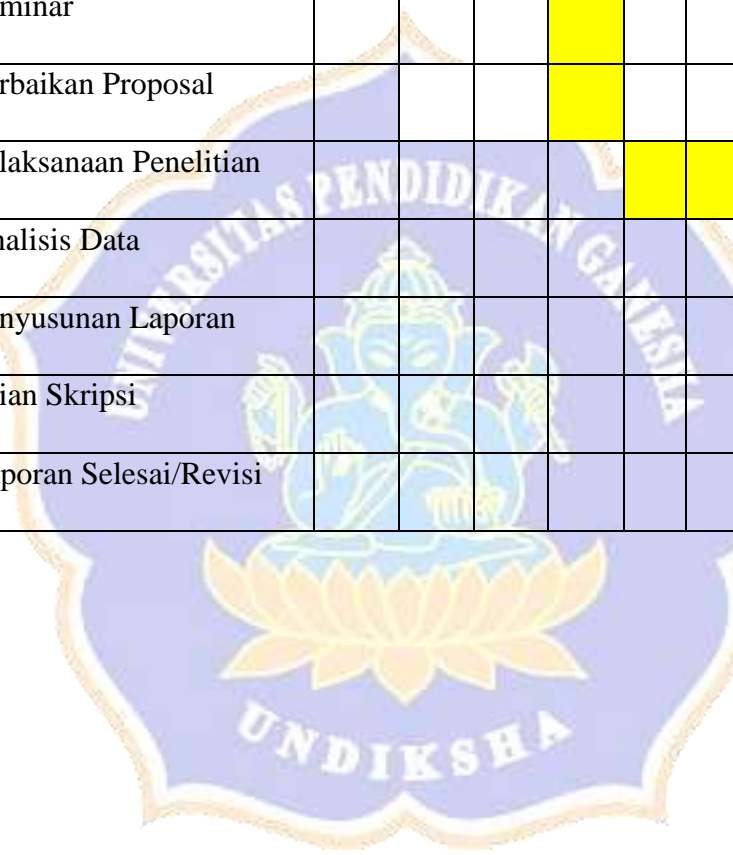 minar
rbaikan Proposal
laksanaan Penelitian
nalisis Data
nyusunan Laporan
ian Skripsi
poran Selesai/Revisi
UNIVERSITAS PENDIDIKAN GANESHA
UNDIKSHA